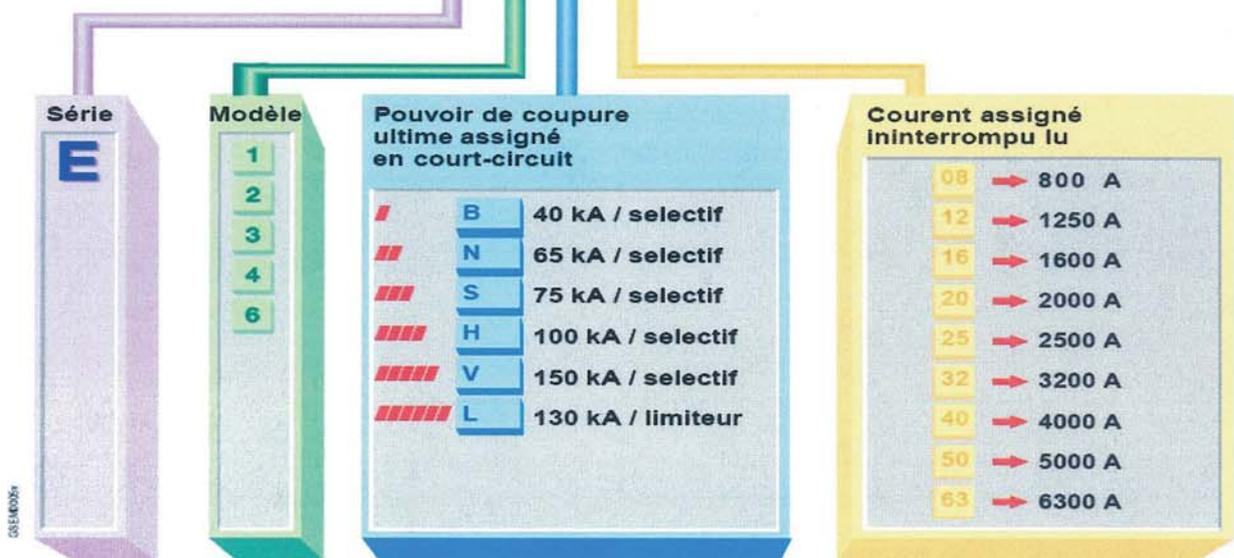 Série
E
Modèle
1
2
3
4
6
Pouvoir de coupure
ultime assigné
en court-circuit
B 40 kA / selectif
N 65 kA / selectif
S 75 kA / selectif
H 100 kA / selectif
V 150 kA / selectif
L 130 kA / limiteur
Courent assigné
ininterrompu lu
08 800 A
12 1250 A
16 1600 A
20 2000 A
25 2500 A
32 3200 A
40 4000 A
50 5000 A
63 6300 A